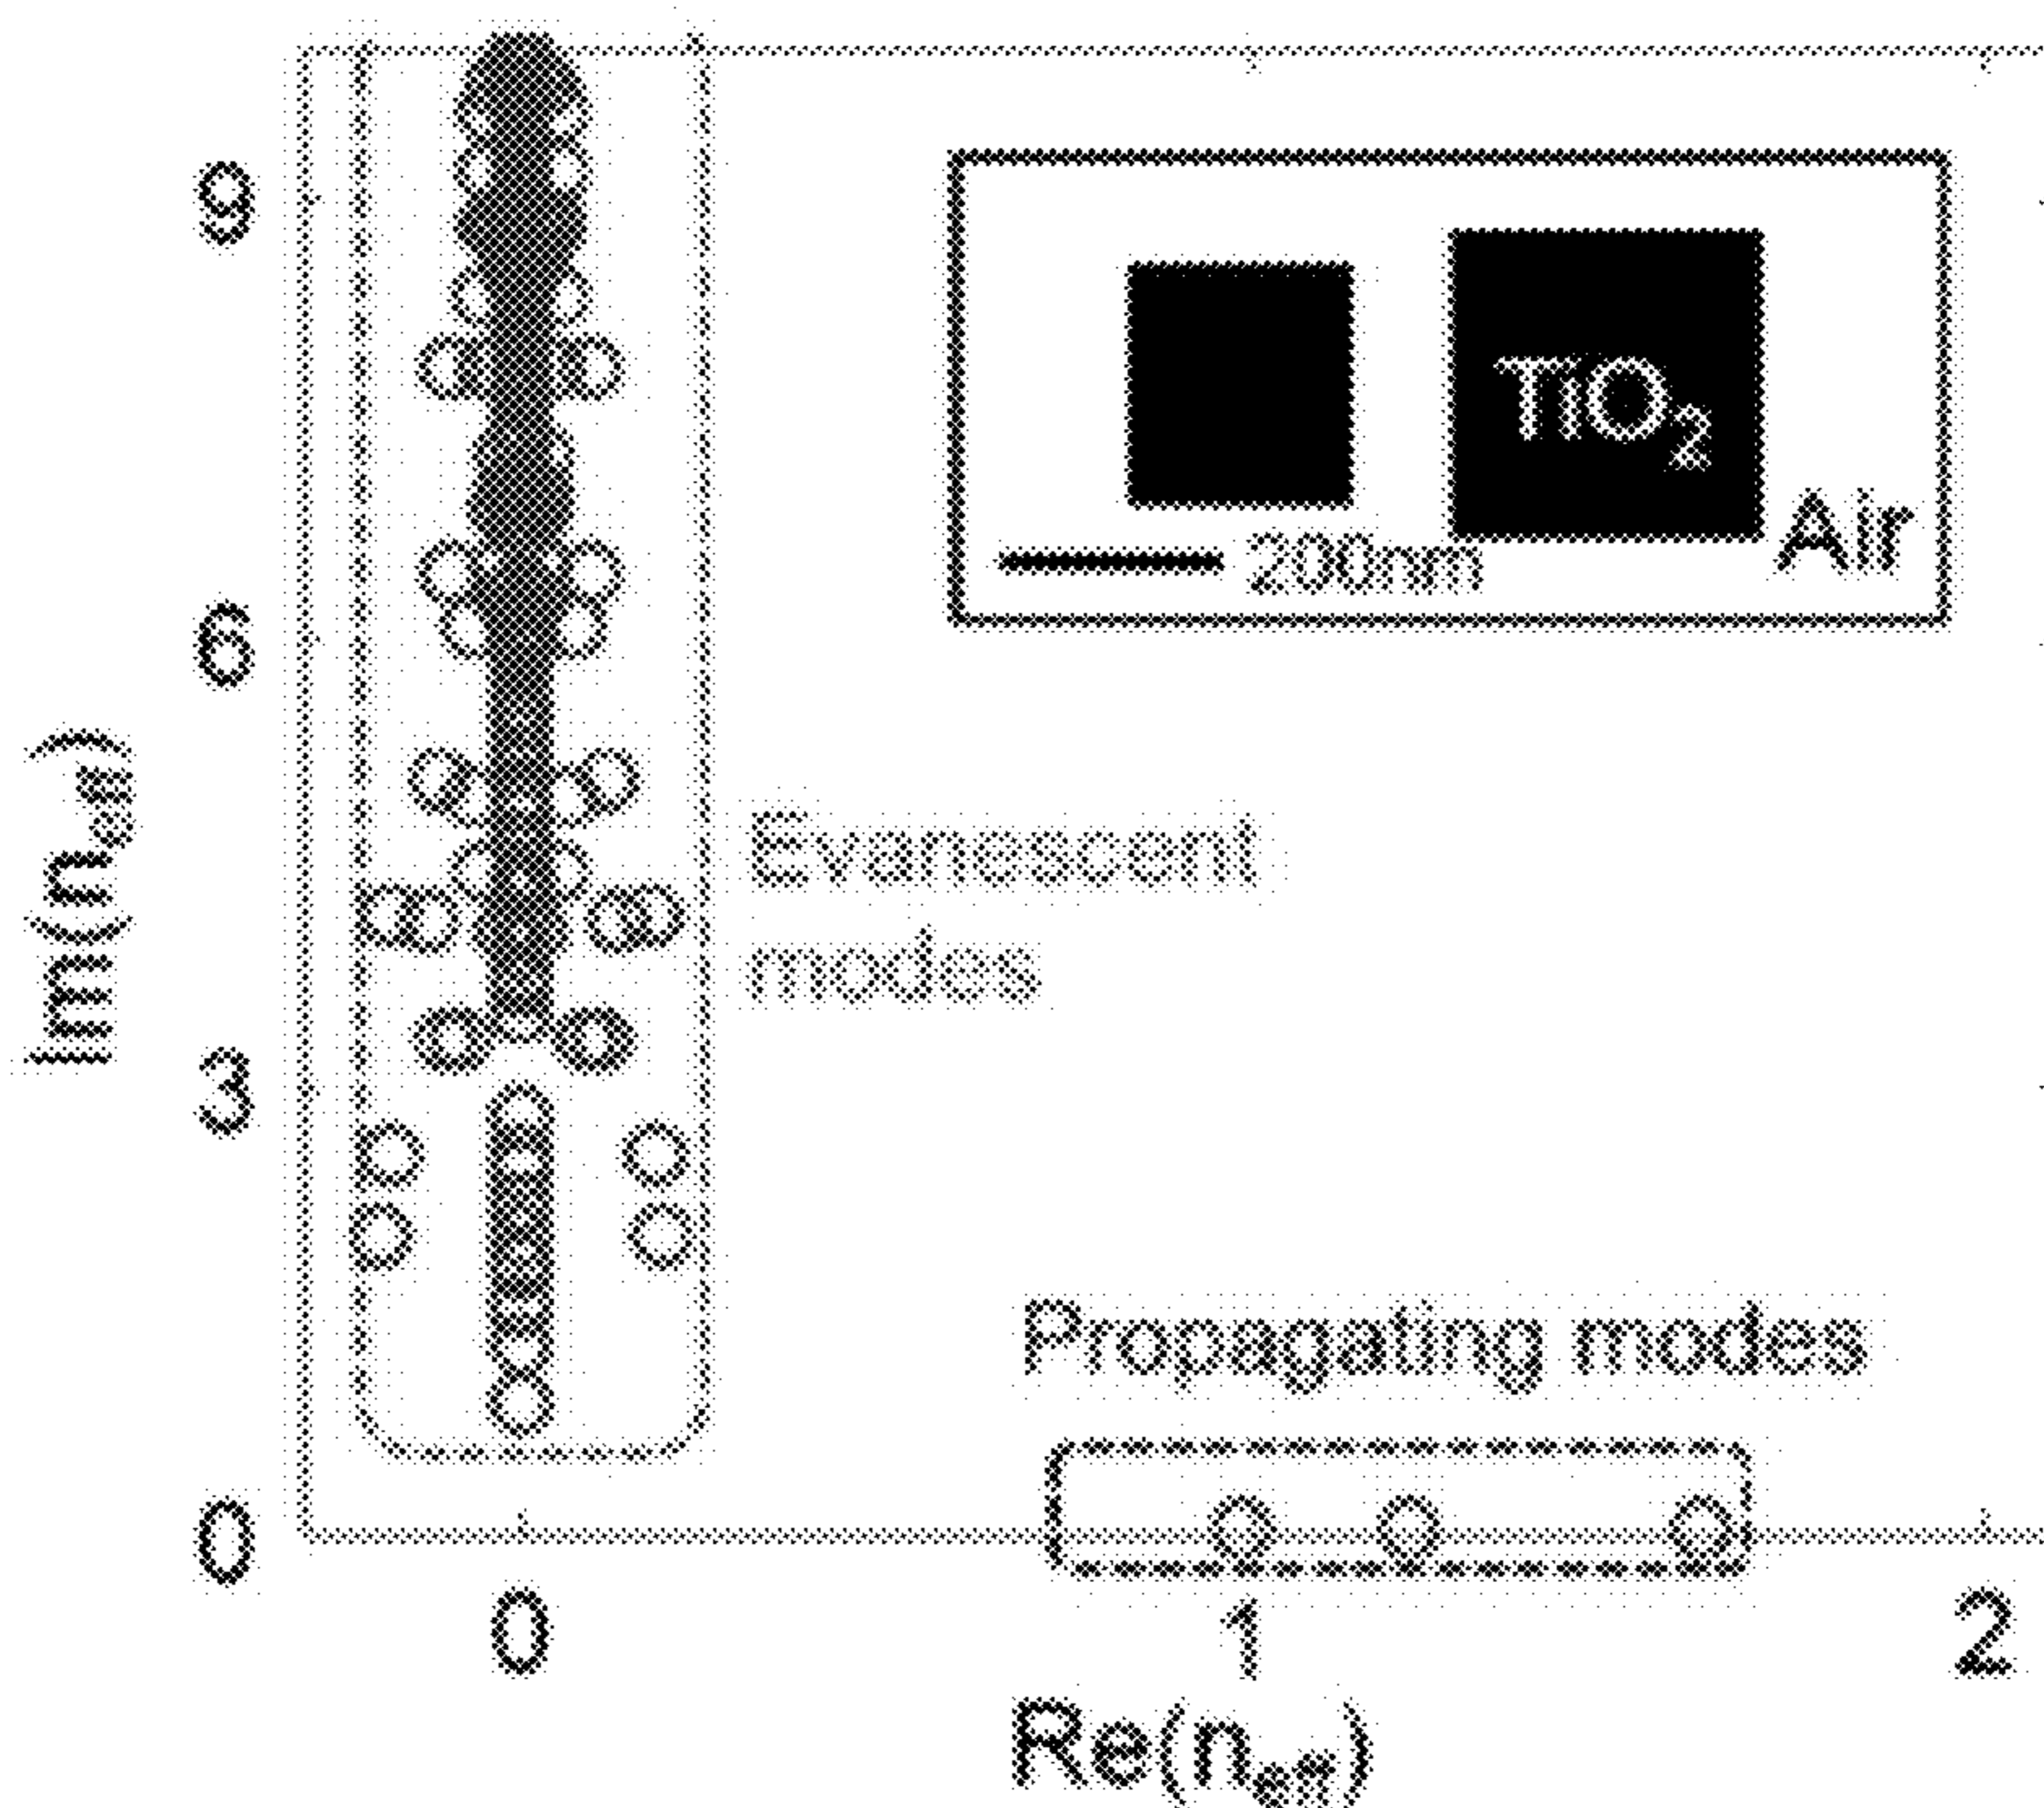 9
6
3
0
Im(n_eff)
TiO₂
Air
200nm
Evanescent
modes
Propagating modes
0 1 2
Re(n_eff)